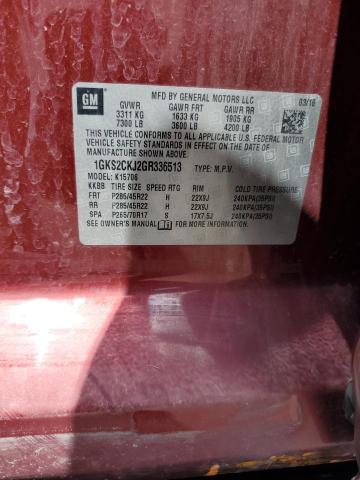 GM
MFD BY GENERAL MOTORS LLC
03/16
GVWR GAWR FRT GAWR RR
3311 KG 1633 KG 1905 KG
7300 LB 3600 LB 4200 LB
THIS VEHICLE CONFORMS TO ALL APPLICABLE U.S. FEDERAL MOTOR
VEHICLE SAFETY AND THEFT PREVENTION
STANDARDS IN EFFECT ON THE DATE OF
MANUFACTURE SHOWN ABOVE.
1GKS2CKJ2GR336513 TYPE: M.P.V.
MODEL: K15706
KKBB TIRE SIZE SPEED RTG RIM COLD TIRE PRESSURE
FRT P285/45R22 H 22X9J 240KPA(35PSI)
RR P285/45R22 H 22X9J 240KPA(35PSI)
SPA P265/70R17 17X7.5J 240KPA(35PSI)
SEE OWNER'S MANUAL FOR MORE INFORMATION.